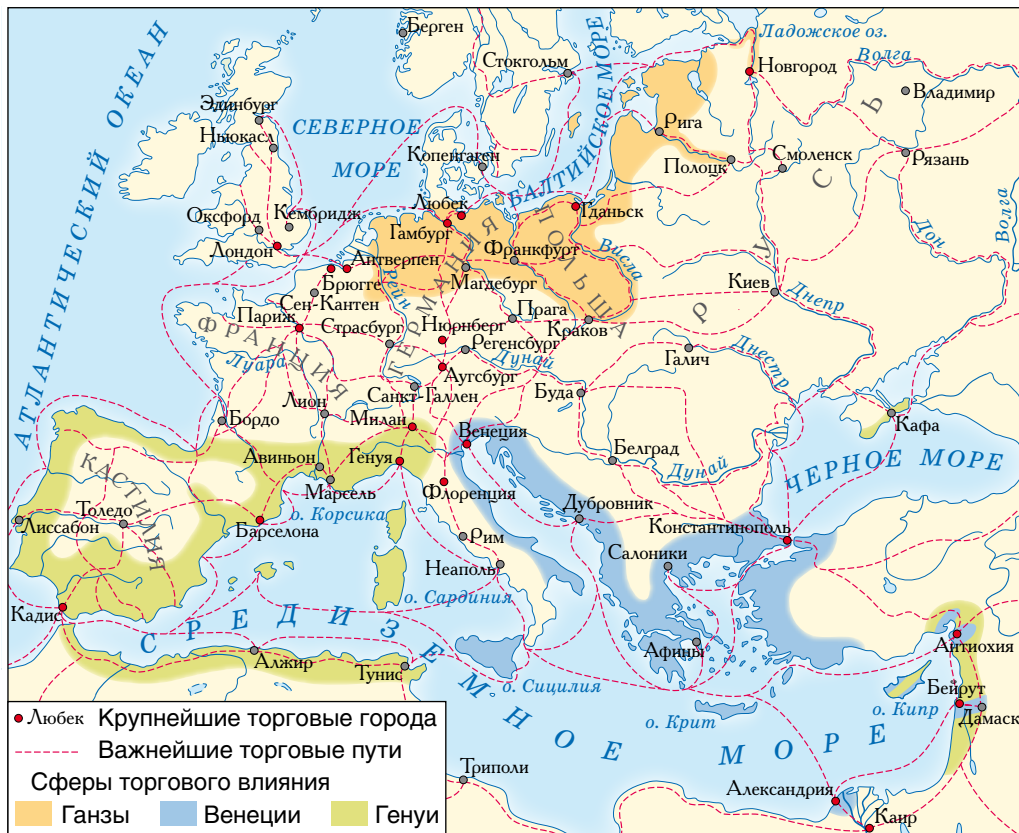 Берген
Ладожское оз.
Волга
Стокгольм
Новгород
Владимир
АТЛАНТИЧЕСКИЙ ОКЕАН
Эдинбург
Ньюкасл
СЕВЕРНОЕ
МОРЕ
БАЛТИЙСКОЕ МОРЕ
Копенгаген
Рига
Полоцк
Смоленск
Рязань
РУСЬ
Оксфорд
Кембридж
Лондон
Любек
Гамбург
Гданьск
Франкфурт
Висла
ПОЛЬША
ГЕРМАНИЯ
Дон
Волга
Антверпен
Брюгге
Рейн
Магдебург
Сен-Кантен
Киев
Днепр
Париж
Страсбург
Нюрнберг
Прага
Краков
ФРАНЦИЯ
Луара
Регенсбург
Дунай
Галич
Днестр
Аугсбург
Санкт-Галлен
Буда
Лион
Милан
Бордо
Венеция
Кафа
Авиньон
Генуя
Белград
Дунай
ЧЕРНОЕ МОРЕ
КАСТИЛИЯ
Марсель
Флоренция
Толедо
о. Корсика
Дубровник
Константинополь
Лиссабон
Барселона
Рим
Салоники
Неаполь
о. Сардиния
Кадис
СРЕДИЗЕМНОЕ МОРЕ
Афины
Антиохия
Алжир
Тунис
о. Сицилия
Бейрут
о. Крит
о. Кипр
Дамаск
Триполи
Александрия
Каир
Любек Крупнейшие торговые города
Важнейшие торговые пути
Сферы торгового влияния
Ганзы Венеции Генуи